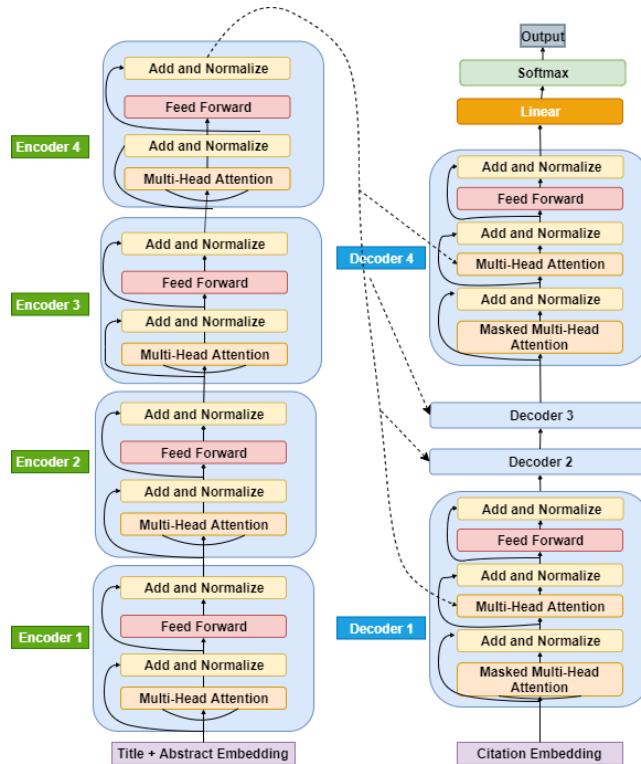 Add and Normalize
Feed Forward
Encoder 4
Add and Normalize
Multi-Head Attention
Add and Normalize
Feed Forward
Encoder 3
Add and Normalize
Multi-Head Attention
Add and Normalize
Encoder 2
Feed Forward
Add and Normalize
Multi-Head Attention
Add and Normalize
Encoder 1
Feed Forward
Add and Normalize
Multi-Head Attention
Title + Abstract Embedding
Output
Softmax
Linear
Add and Normalize
Feed Forward
Add and Normalize
Decoder 4
Multi-Head Attention
Add and Normalize
Masked Multi-Head
Attention
Decoder 3
Decoder 2
Add and Normalize
Feed Forward
Add and Normalize
Multi-Head Attention
Decoder 1
Add and Normalize
Masked Multi-Head
Attention
Citation Embedding